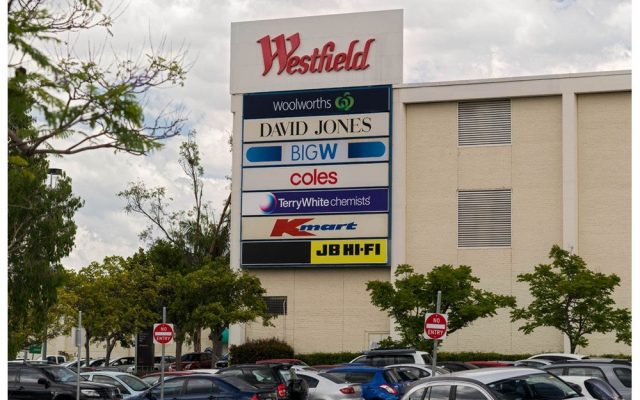 Westfield
Woolworths
DAVID JONES
BIG W
coles
TerryWhite chemists
Kmart
JB HI-FI
NO
ENTRY
NO
ENTRY